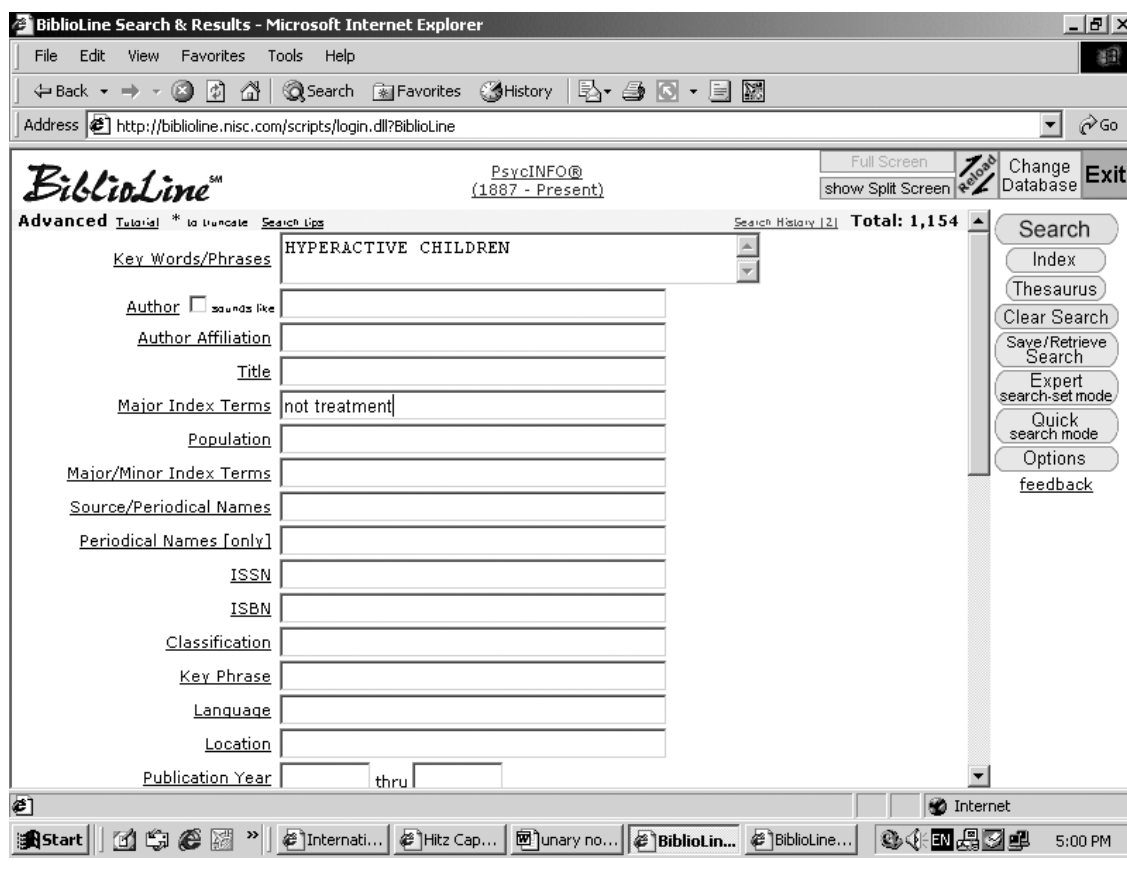 BiblioLine Search & Results - Microsoft Internet Explorer
File Edit View Favorites Tools Help
Back Search Favorites History
Address http://biblioline.nisc.com/scripts/login.dll?BiblioLine Go
BiblioLine SM
PsycINFO®
(1887 - Present)
Full Screen
show Split Screen
Reload
Change
Database
Exit
Advanced Tutorial * to truncate Search tips Search History [2] Total: 1,154
Key Words/Phrases HYPERACTIVE CHILDREN
Author sounds like
Author Affiliation
Title
Major Index Terms not treatment
Population
Major/Minor Index Terms
Source/Periodical Names
Periodical Names [only]
ISSN
ISBN
Classification
Key Phrase
Language
Location
Publication Year thru
Search
Index
Thesaurus
Clear Search
Save/Retrieve
Search
Expert
search-set mode
Quick
search mode
Options
feedback
Internet
Start » Internati... Hitz Cap... unary no... BiblioLin... BiblioLine... EN 5:00 PM